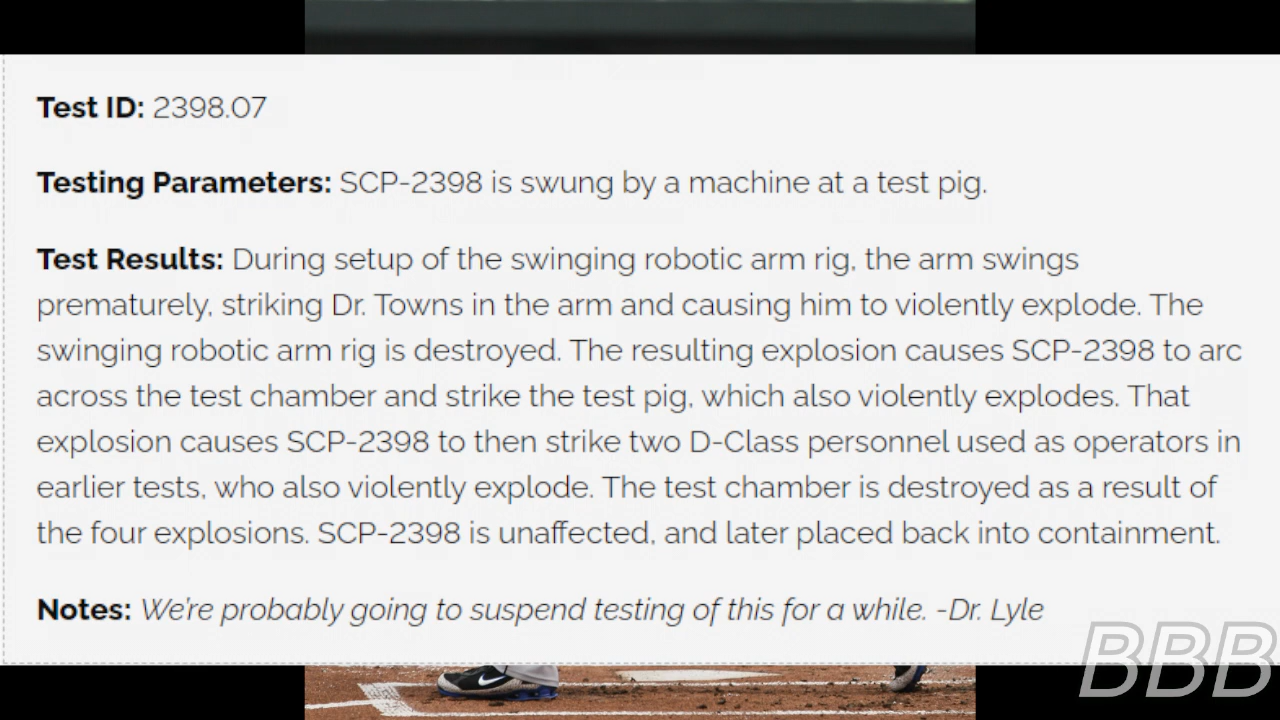 Test ID: 2398.07
Testing Parameters: SCP-2398 is swung by a machine at a test pig.
Test Results: During setup of the swinging robotic arm rig, the arm swings
prematurely, striking Dr. Towns in the arm and causing him to violently explode. The
swinging robotic arm rig is destroyed. The resulting explosion causes SCP-2398 to arc
across the test chamber and strike the test pig, which also violently explodes. That
explosion causes SCP-2398 to then strike two D-Class personnel used as operators in
earlier tests, who also violently explode. The test chamber is destroyed as a result of
the four explosions. SCP-2398 is unaffected, and later placed back into containment.
Notes: We're probably going to suspend testing of this for a while. -Dr. Lyle
BBB